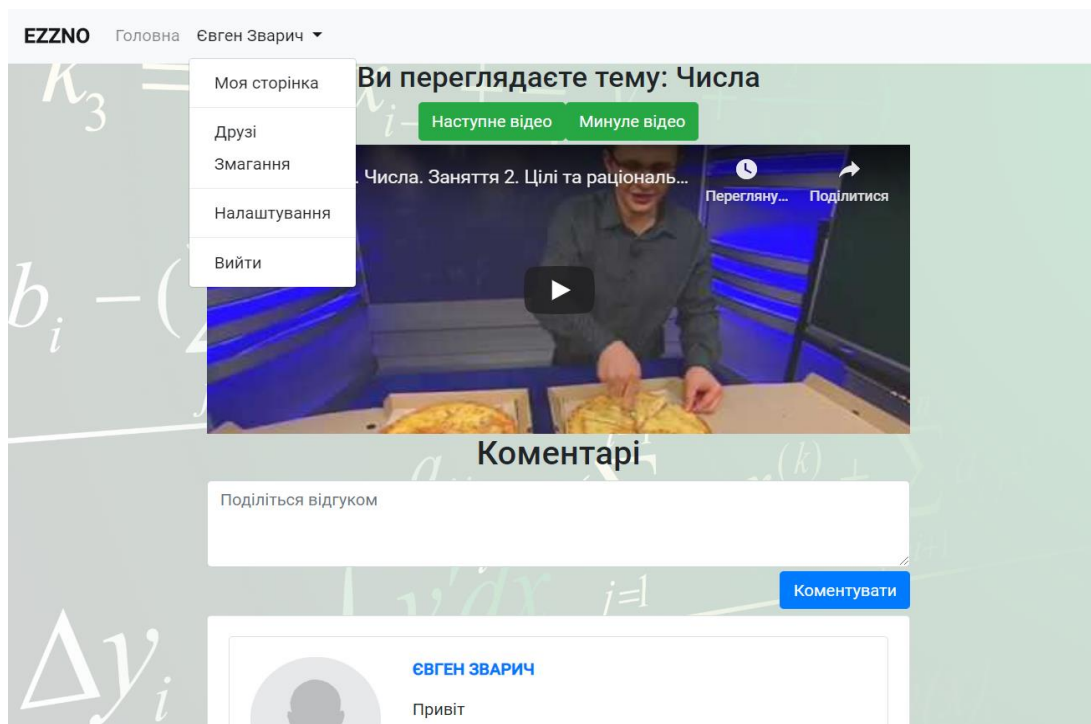 EZZNO Головна Євген Зварич
Моя сторінка
Друзі
Змагання
Налаштування
Вийти
Ви переглядаєте тему: Числа
Наступне відео Минуле відео
. Числа. Заняття 2. Цілі та раціональ...
Перегляну... Поділитися
Коментарі
Поділіться відгуком
Коментувати
ЄВГЕН ЗВАРИЧ
Привіт